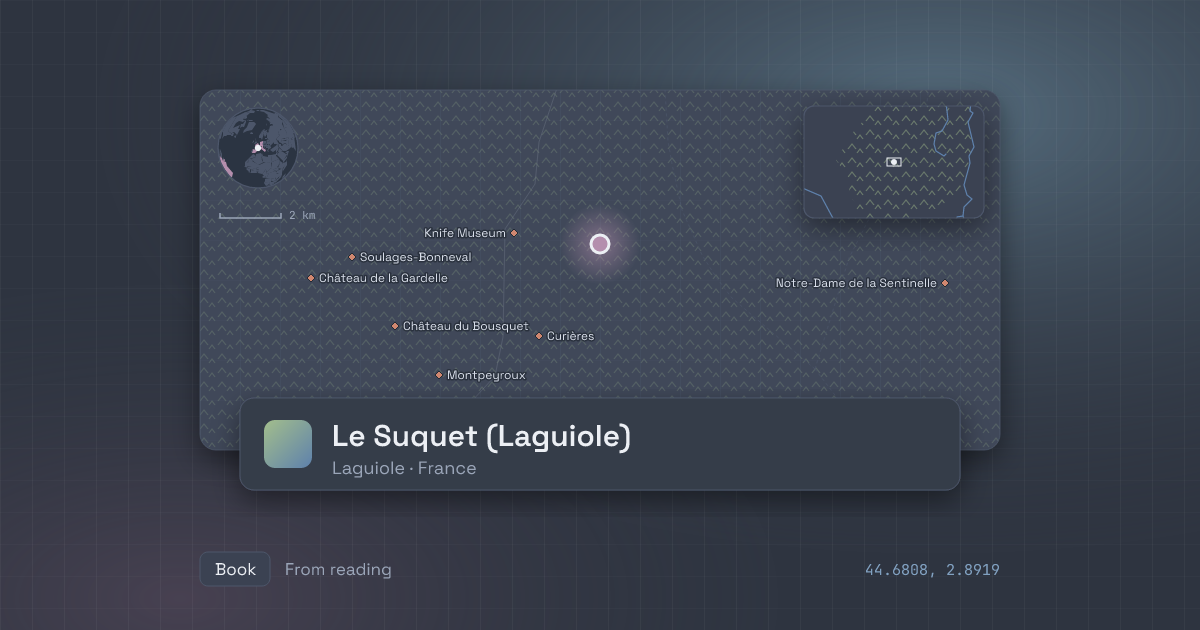 2 km
Knife Museum
Soulages-Bonneval
Château de la Gardelle
Notre-Dame de la Sentinelle
Château du Bousquet
Curières
Montpeyroux
Le Suquet (Laguiole)
Laguiole · France
Book From reading
44.6808, 2.8919